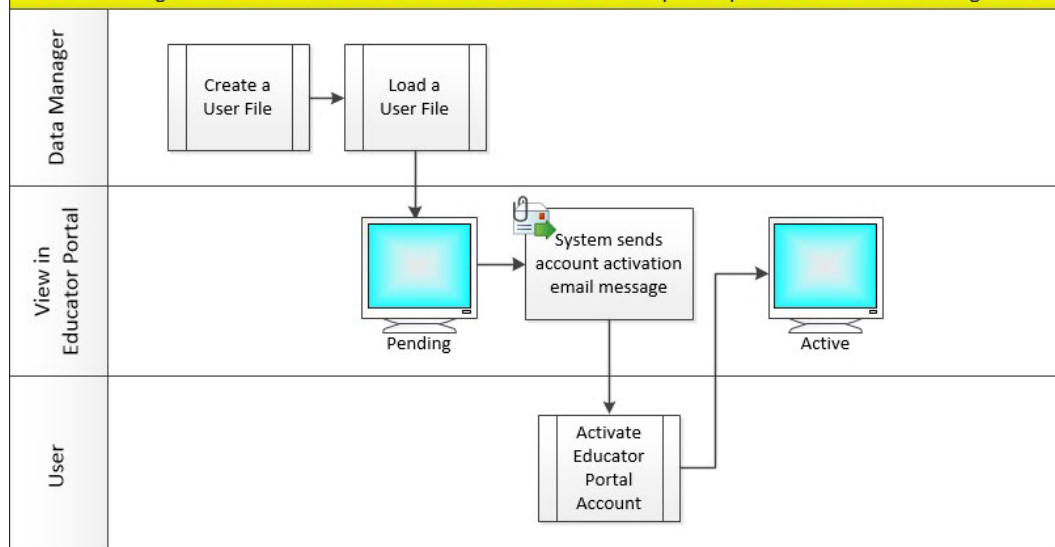 Data Manager
Create a
User File
Load a
User File
View in
Educator Portal
Pending
System sends
account activation
email message
Active
User
Activate
Educator
Portal
Account